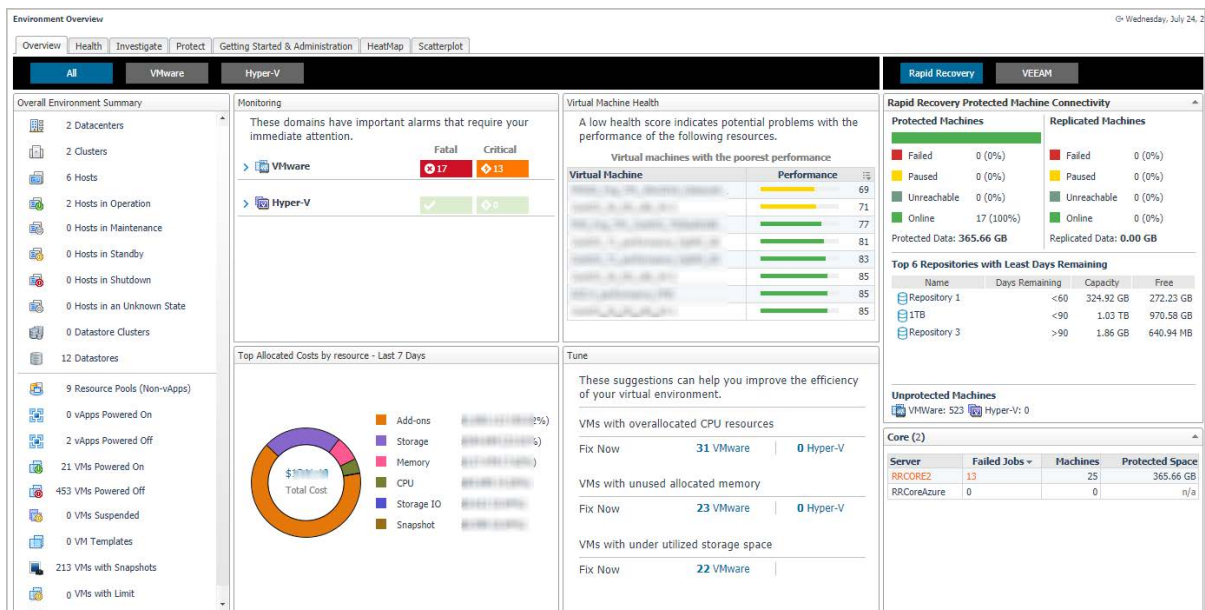 Environment Overview
Wednesday, July 24, 2
Overview Health Investigate Protect Getting Started & Administration HeatMap Scatterplot
All VMware Hyper-V
Rapid Recovery VEEAM
Overall Environment Summary
2 Datacenters
2 Clusters
6 Hosts
2 Hosts in Operation
0 Hosts in Maintenance
0 Hosts in Standby
0 Hosts in Shutdown
0 Hosts in an Unknown State
0 Datastore Clusters
12 Datastores
9 Resource Pools (Non-vApps)
0 vApps Powered On
2 vApps Powered Off
21 VMs Powered On
453 VMs Powered Off
0 VMs Suspended
0 VM Templates
213 VMs with Snapshots
0 VMs with Limit
Monitoring
These domains have important alarms that require your
immediate attention.
Fatal Critical
VMware 17 13
Hyper-V 0
Top Allocated Costs by resource - Last 7 Days
$
Total Cost
Add-ons 2%)
Storage %)
Memory )
CPU
Storage IO
Snapshot
Virtual Machine Health
A low health score indicates potential problems with the
performance of the following resources.
Virtual machines with the poorest performance
Virtual Machine Performance
69
71
77
81
83
85
85
85
Tune
These suggestions can help you improve the efficiency
of your virtual environment.
VMs with overallocated CPU resources
Fix Now 31 VMware 0 Hyper-V
VMs with unused allocated memory
Fix Now 23 VMware 0 Hyper-V
VMs with under utilized storage space
Fix Now 22 VMware
Rapid Recovery Protected Machine Connectivity
Protected Machines Replicated Machines
Failed 0 (0%) Failed 0 (0%)
Paused 0 (0%) Paused 0 (0%)
Unreachable 0 (0%) Unreachable 0 (0%)
Online 17 (100%) Online 0 (0%)
Protected Data: 365.66 GB Replicated Data: 0.00 GB
Top 6 Repositories with Least Days Remaining
Name Days Remaining Capacity Free
Repository 1 <60 324.92 GB 272.23 GB
1TB <90 1.03 TB 970.58 GB
Repository 3 >90 1.86 GB 640.94 MB
Unprotected Machines
VMWare: 523 Hyper-V: 0
Core (2)
Server Failed Jobs Machines Protected Space
RRCORE2 13 25 365.66 GB
RRCoreAzure 0 0 n/a